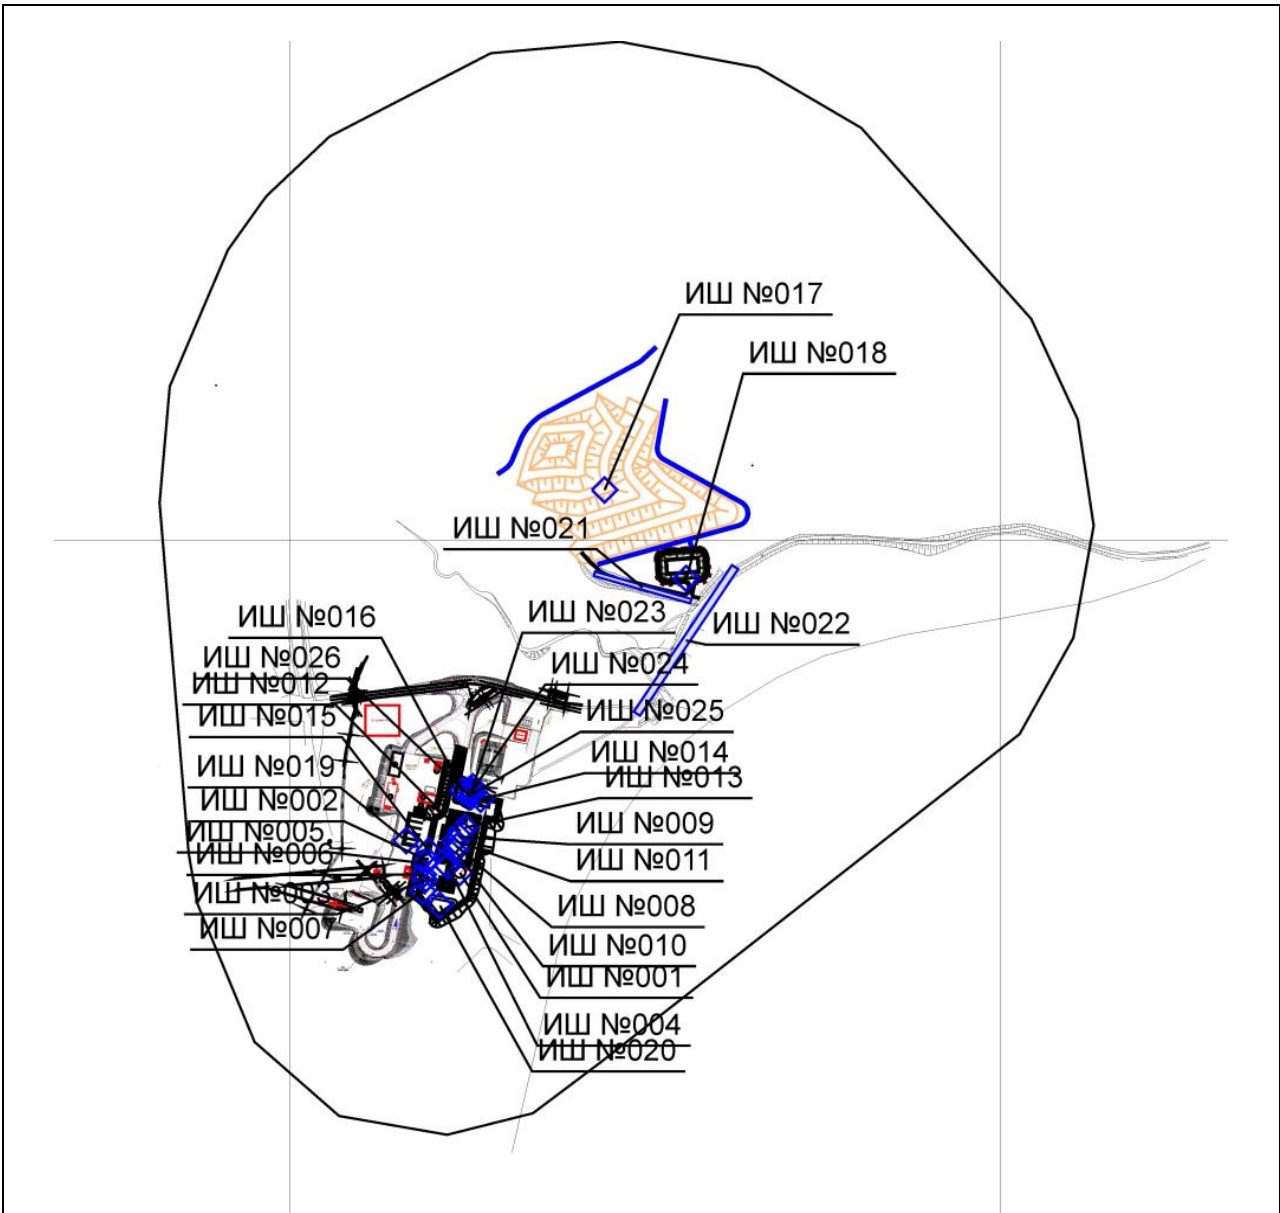 ИШ №017
ИШ №018
ИШ №021
ИШ №016
ИШ №023
ИШ №022
ИШ №026
ИШ №024
ИШ №012
ИШ №015
ИШ №025
ИШ №014
ИШ №019
ИШ №013
ИШ №002
ИШ №009
ИШ №005
ИШ №006
ИШ №011
ИШ №003
ИШ №008
ИШ №007
ИШ №010
ИШ №001
ИШ №004
ИШ №020